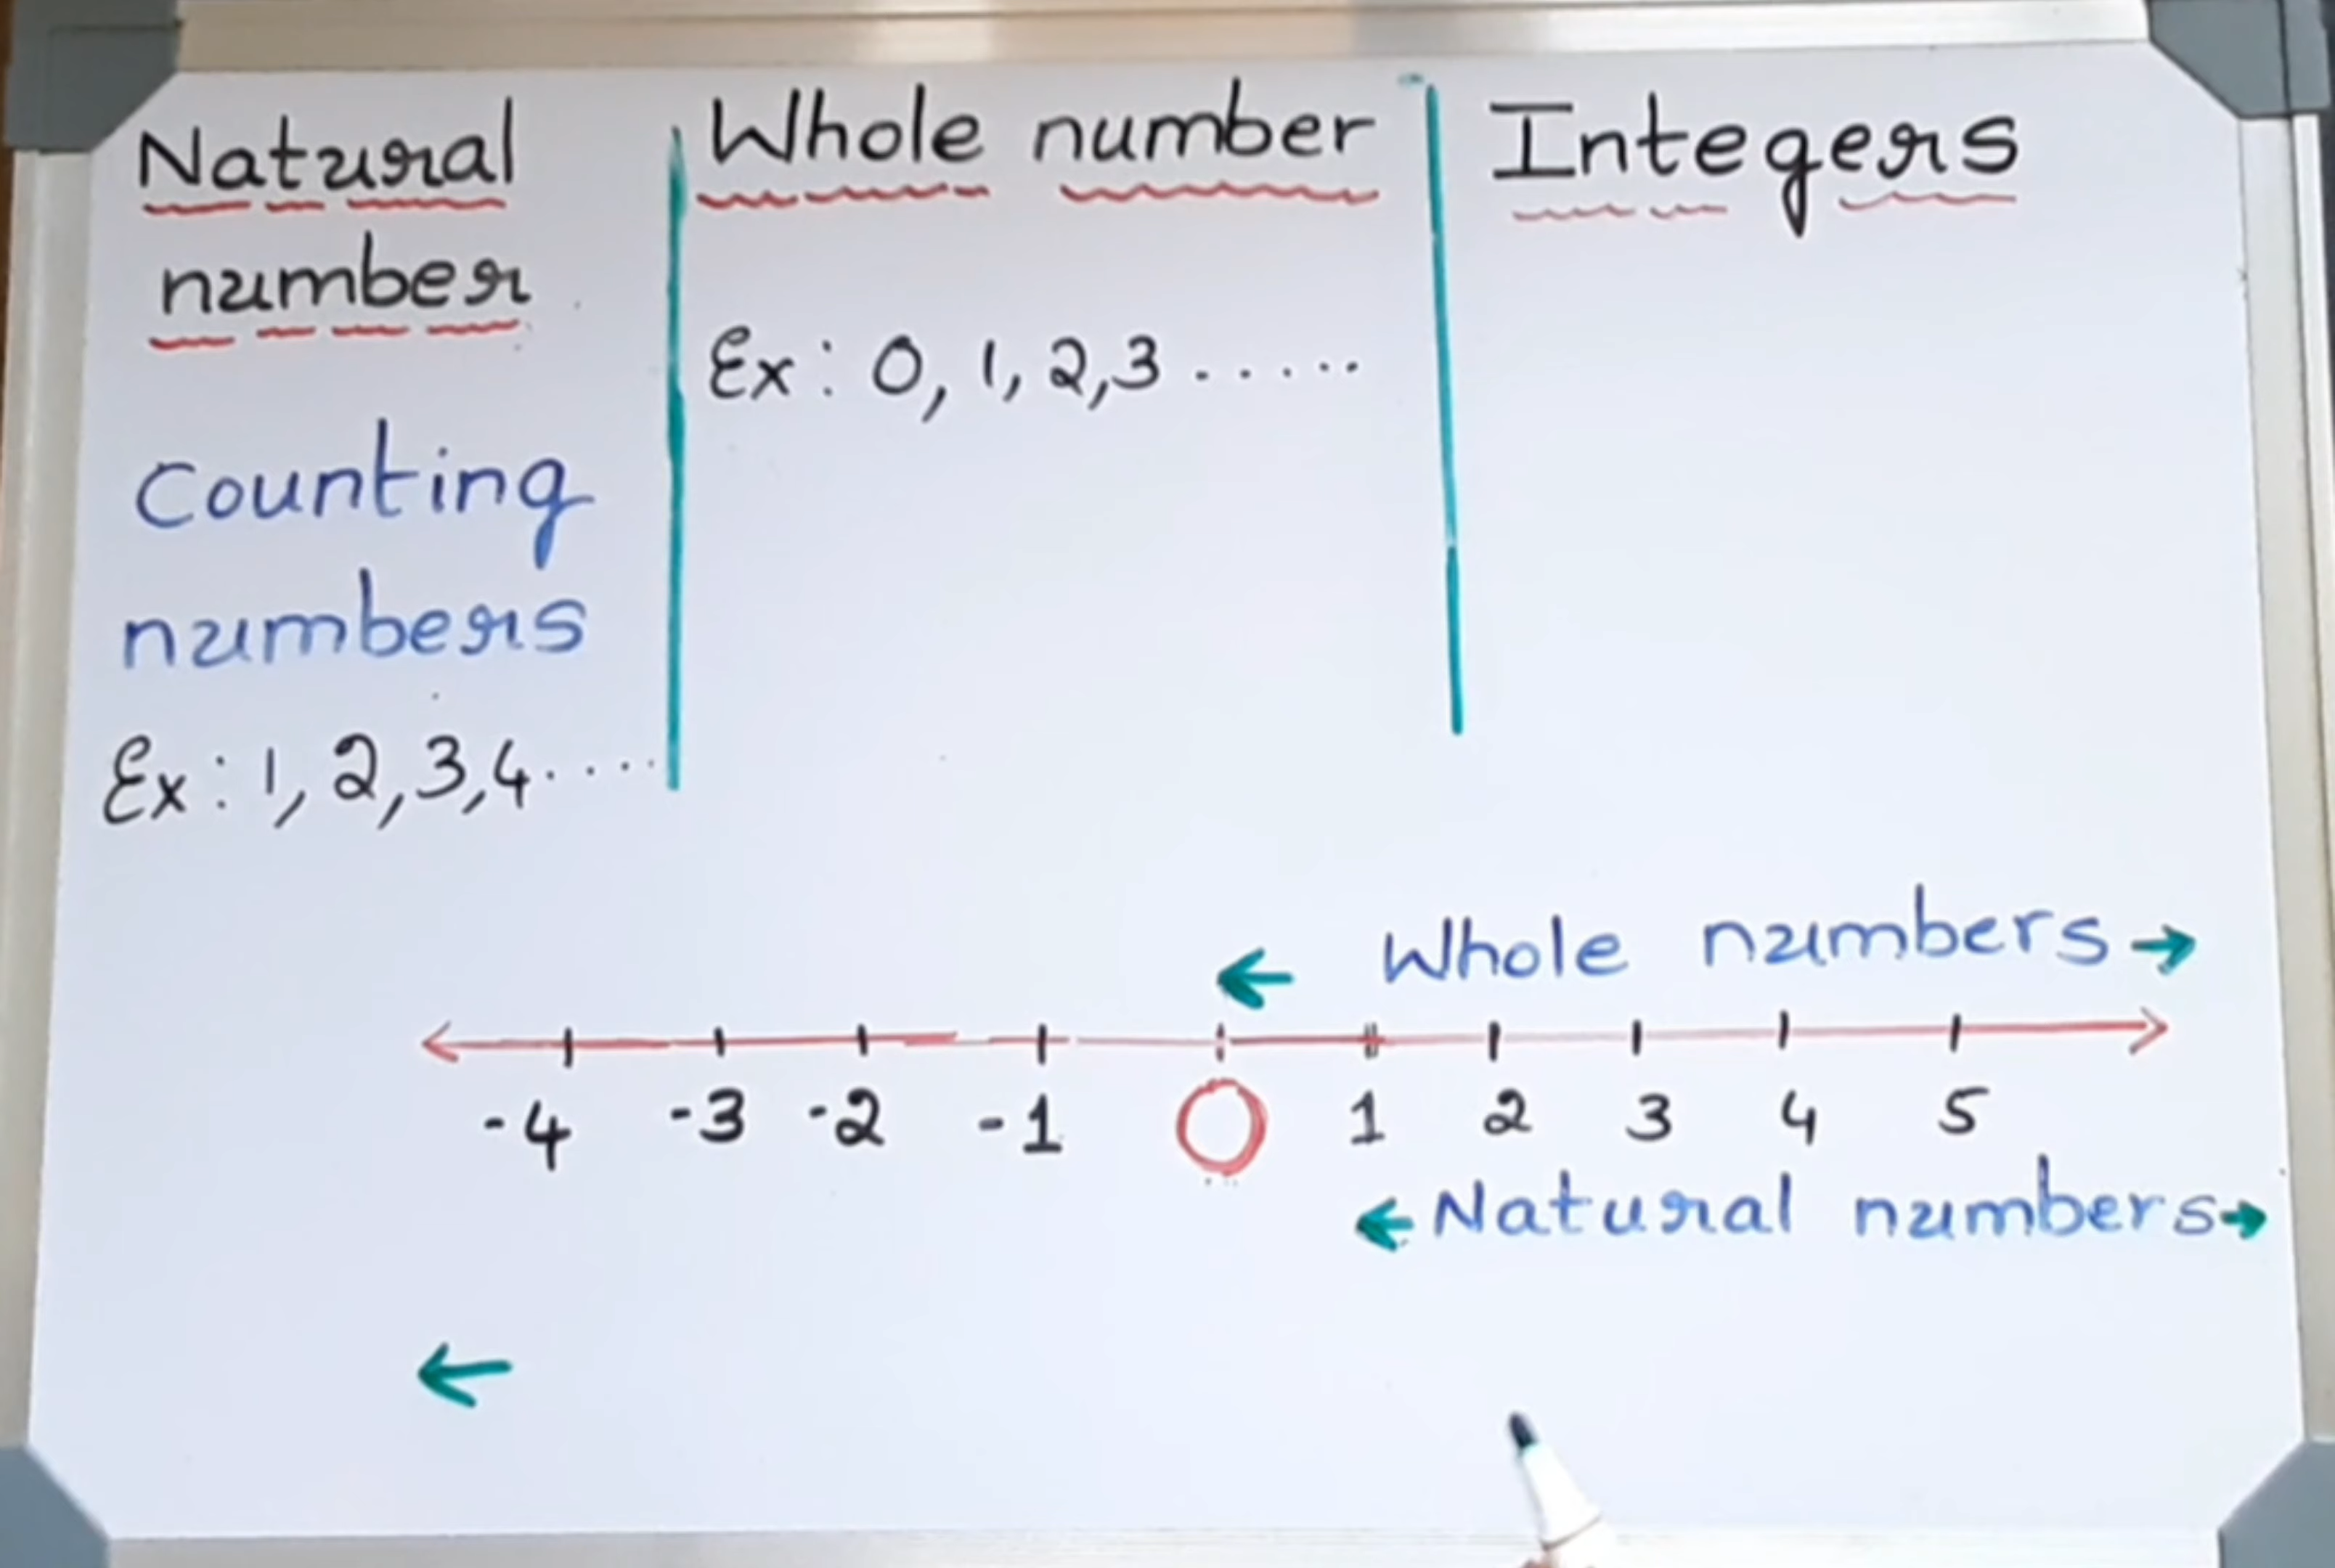 Natural
number
Counting
numbers
Ex: 1, 2, 3, 4....
Whole number
Ex: 0, 1, 2, 3.....
Integers
← Whole numbers →
-4 -3 -2 -1 0 1 2 3 4 5
← Natural numbers →
←